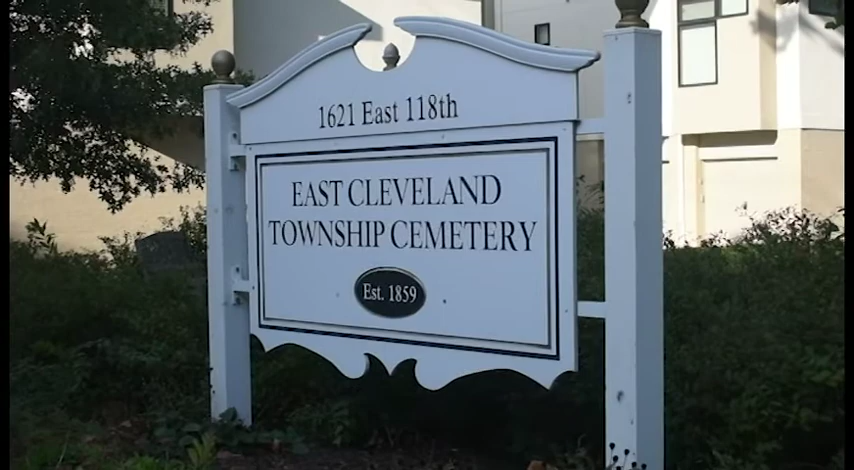 1621 East 118th
EAST CLEVELAND
TOWNSHIP CEMETERY
Est. 1859